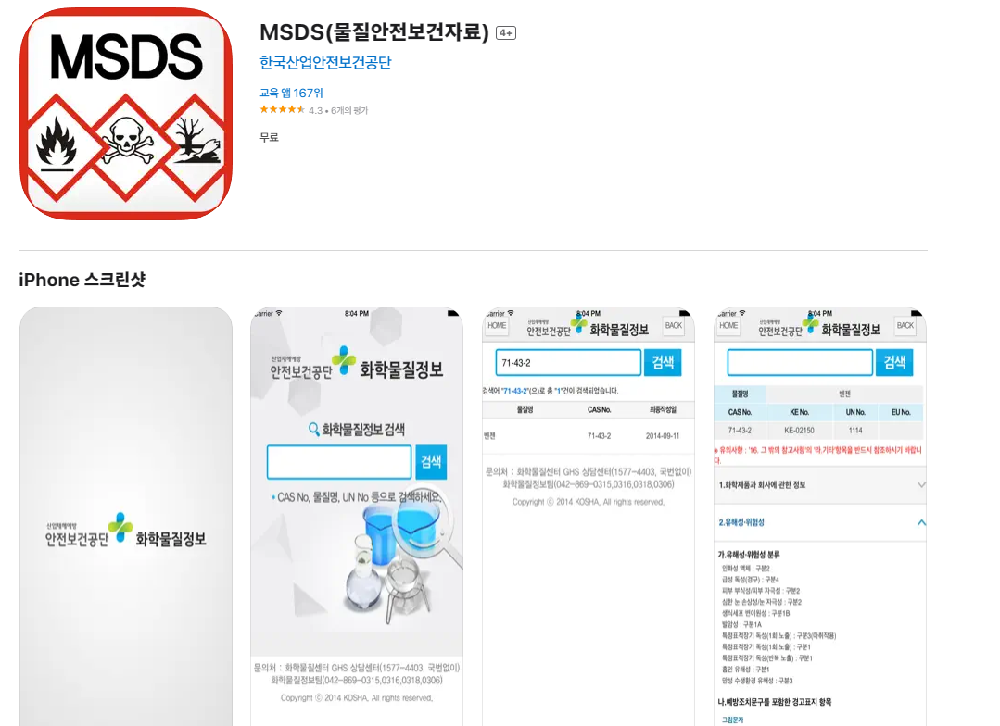 MSDS
MSDS(물질안전보건자료) 4+
한국산업안전보건공단
교육 앱 167위
4.3 • 6개의 평가
무료
iPhone 스크린샷
산업재해예방
안전보건공단 화학물질정보
arrier 8:04 PM
산업재해예방
안전보건공단 화학물질정보
화학물질정보 검색
검색
• CAS No, 물질명, UN No 등으로 검색하세요.
문의처 : 화학물질센터 GHS 상담센터(1577-4403, 국번없이)
화학물질정보팀(042-869-0315,0316,0318,0306)
Copyright ⓒ 2014 KOSHA. All rights reserved.
arrier 8:04 PM
HOME
산업재해예방
안전보건공단 화학물질정보
BACK
71-43-2 검색
검색어 "71-43-2"(으)로 총 "1"건이 검색되었습니다.
물질명 CAS No. 최종작성일
벤젠 71-43-2 2014-09-11
문의처 : 화학물질센터 GHS 상담센터(1577-4403, 국번없이)
화학물질정보팀(042-869-0315,0316,0318,0306)
Copyright ⓒ 2014 KOSHA. All rights reserved.
arrier 8:04 PM
HOME
산업재해예방
안전보건공단 화학물질정보
BACK
검색
물질명 벤젠
CAS No. KE No. UN No. EU No.
71-43-2 KE-02150 1114
※ 유의사항 : '16. 그 밖의 참고사항'의 '라.기타'항목을 반드시 참조하시기 바랍니
다.
1.화학제품과 회사에 관한 정보
2.유해성·위험성
가.유해성·위험성 분류
인화성 액체 : 구분2
급성 독성(경구) : 구분4
피부 부식성/피부 자극성 : 구분2
심한 눈 손상성/눈 자극성 : 구분2
생식세포 변이원성 : 구분1B
발암성 : 구분1A
특정표적장기 독성(1회 노출) : 구분3(마취작용)
특정표적장기 독성(1회 노출) : 구분1
특정표적장기 독성(반복 노출) : 구분1
흡인 유해성 : 구분1
만성 수생환경 유해성 : 구분3
나.예방조치문구를 포함한 경고표지 항목
그림문자